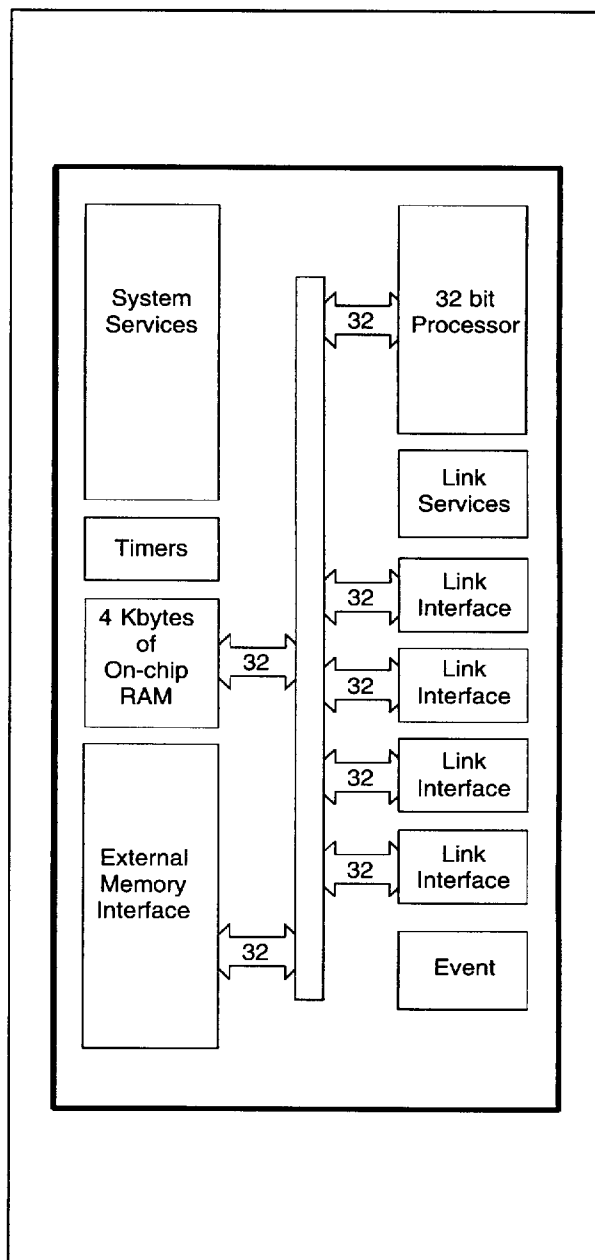 System
Services
Timers
4 Kbytes
of
On-chip
RAM
32
External
Memory
Interface
32
32
32 bit
Processor
Link
Services
32
Link
Interface
32
Link
Interface
32
Link
Interface
32
Link
Interface
Event